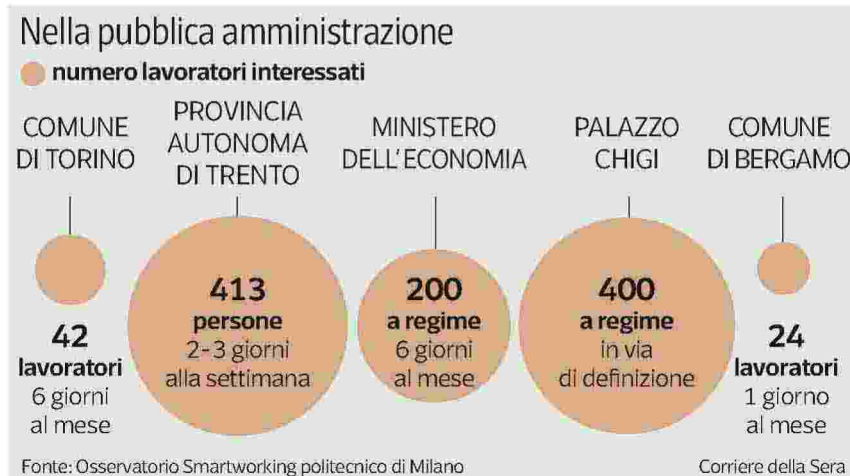 Nella pubblica amministrazione
numero lavoratori interessati
COMUNE
DI TORINO
42
lavoratori
6 giorni
al mese
PROVINCIA
AUTONOMA
DI TRENTO
413
persone
2-3 giorni
alla settimana
MINISTERO
DELL'ECONOMIA
200
a regime
6 giorni
al mese
PALAZZO
CHIGI
400
a regime
in via
di definizione
COMUNE
DI BERGAMO
24
lavoratori
1 giorno
al mese
Fonte: Osservatorio Smartworking politecnico di Milano
Corriere della Sera